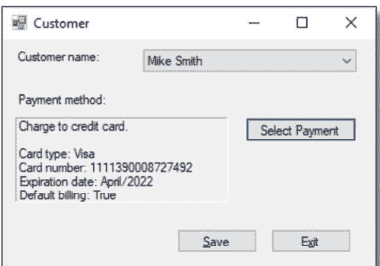 Customer
Customer name:
Mike Smith
Payment method:
Charge to credit card.
Card type: Visa
Card number: 1111390008727492
Expiration date: April/2022
Default billing: True
Select Payment
Save
Exit